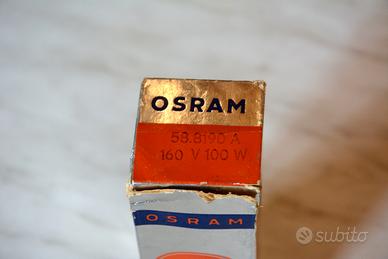 OSRAM
58.8190 A
160 V 100 W
OSRAM
subito